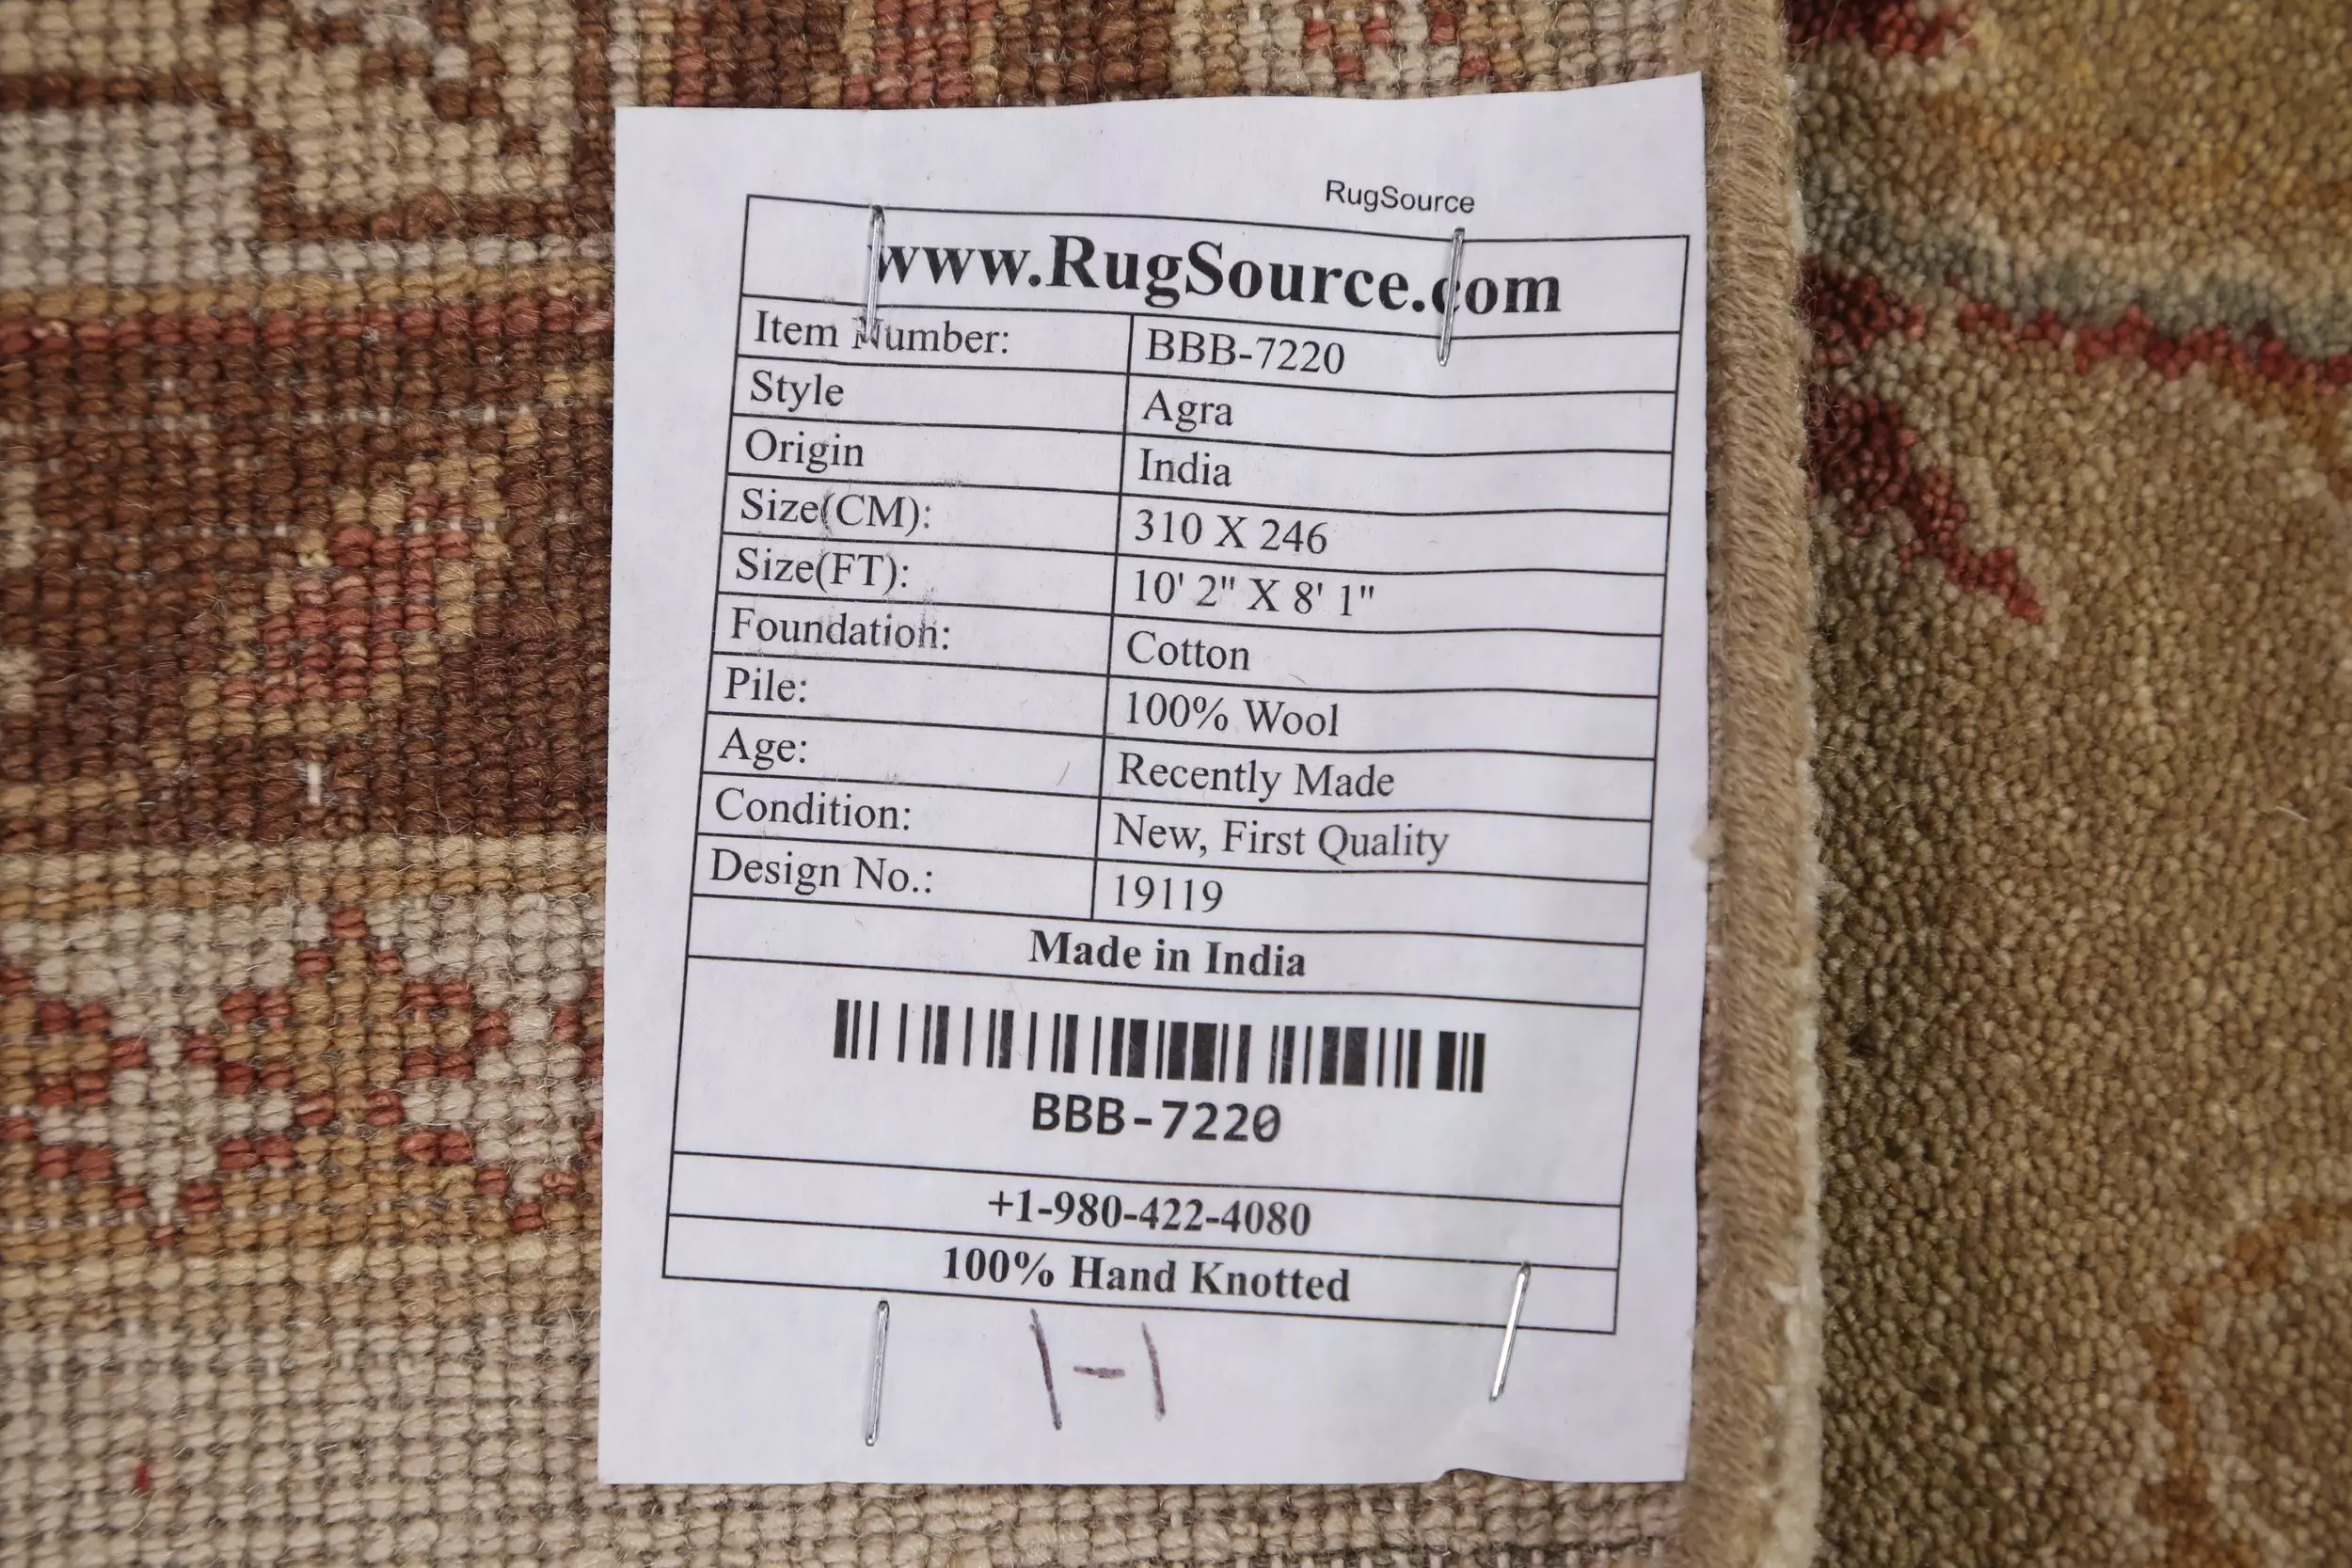 RugSource
www.RugSource.com
Item Number: BBB-7220
Style Agra
Origin India
Size(CM): 310 X 246
Size(FT): 10' 2" X 8' 1"
Foundation: Cotton
Pile: 100% Wool
Age: Recently Made
Condition: New, First Quality
Design No.: 19119
Made in India
BBB-7220
+1-980-422-4080
100% Hand Knotted
1-1